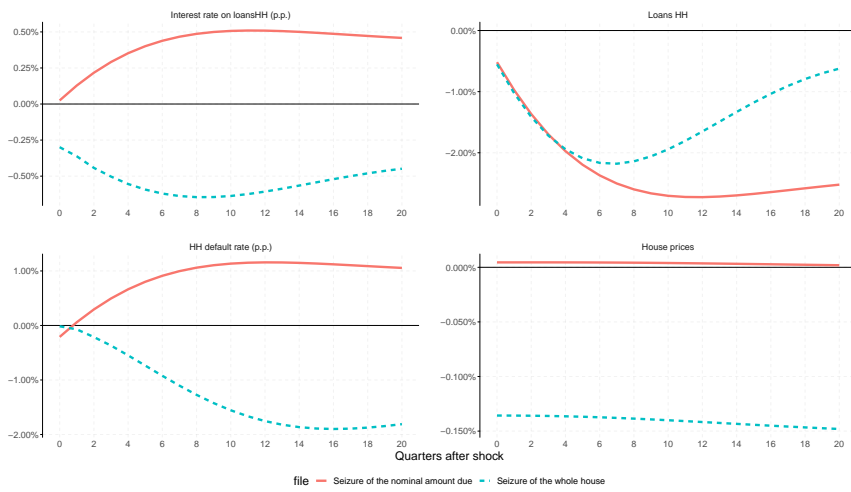 Interest rate on loansHH (p.p.)
0.50%
0.25%
0.00%
−0.25%
−0.50%
0 2 4 6 8 10 12 14 16 18 20
Loans HH
0.00%
−1.00%
−2.00%
0 2 4 6 8 10 12 14 16 18 20
HH default rate (p.p.)
1.00%
0.00%
−1.00%
−2.00%
0 2 4 6 8 10 12 14 16 18 20
House prices
0.000%
−0.050%
−0.100%
−0.150%
0 2 4 6 8 10 12 14 16 18 20
Quarters after shock
file Seizure of the nominal amount due Seizure of the whole house